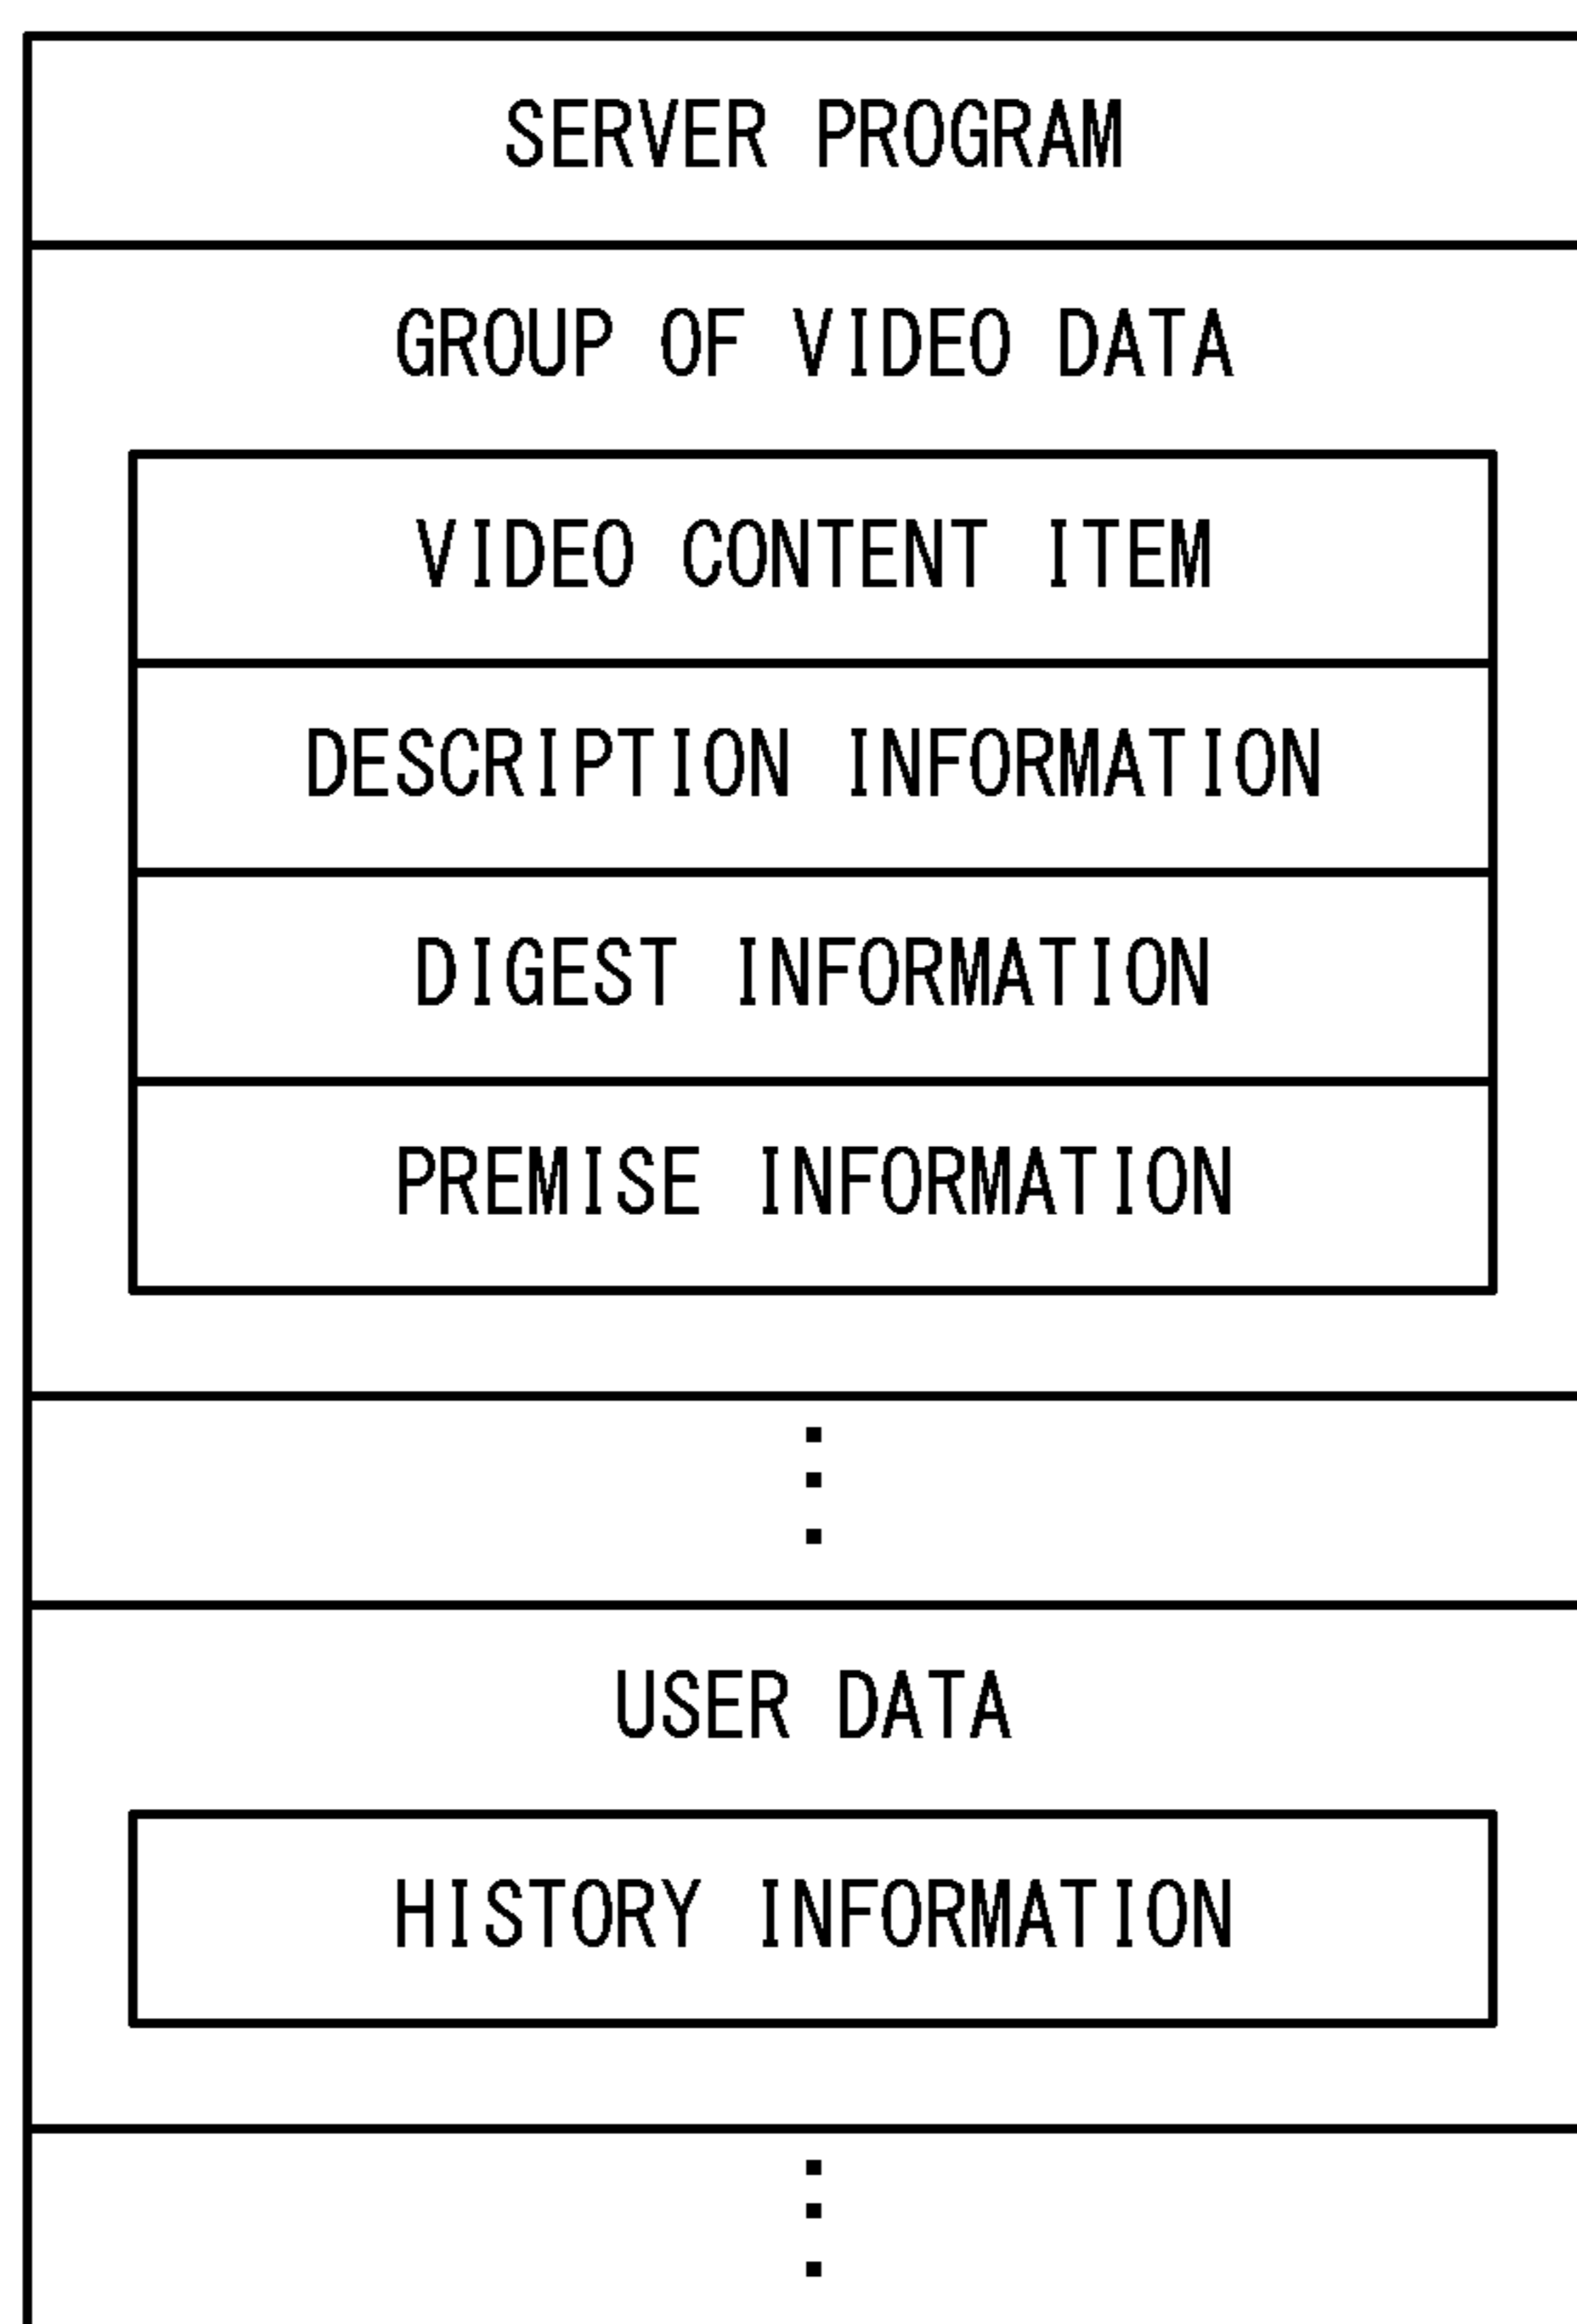 SERVER PROGRAM
GROUP OF VIDEO DATA
VIDEO CONTENT ITEM
DESCRIPTION INFORMATION
DIGEST INFORMATION
PREMISE INFORMATION
USER DATA
HISTORY INFORMATION